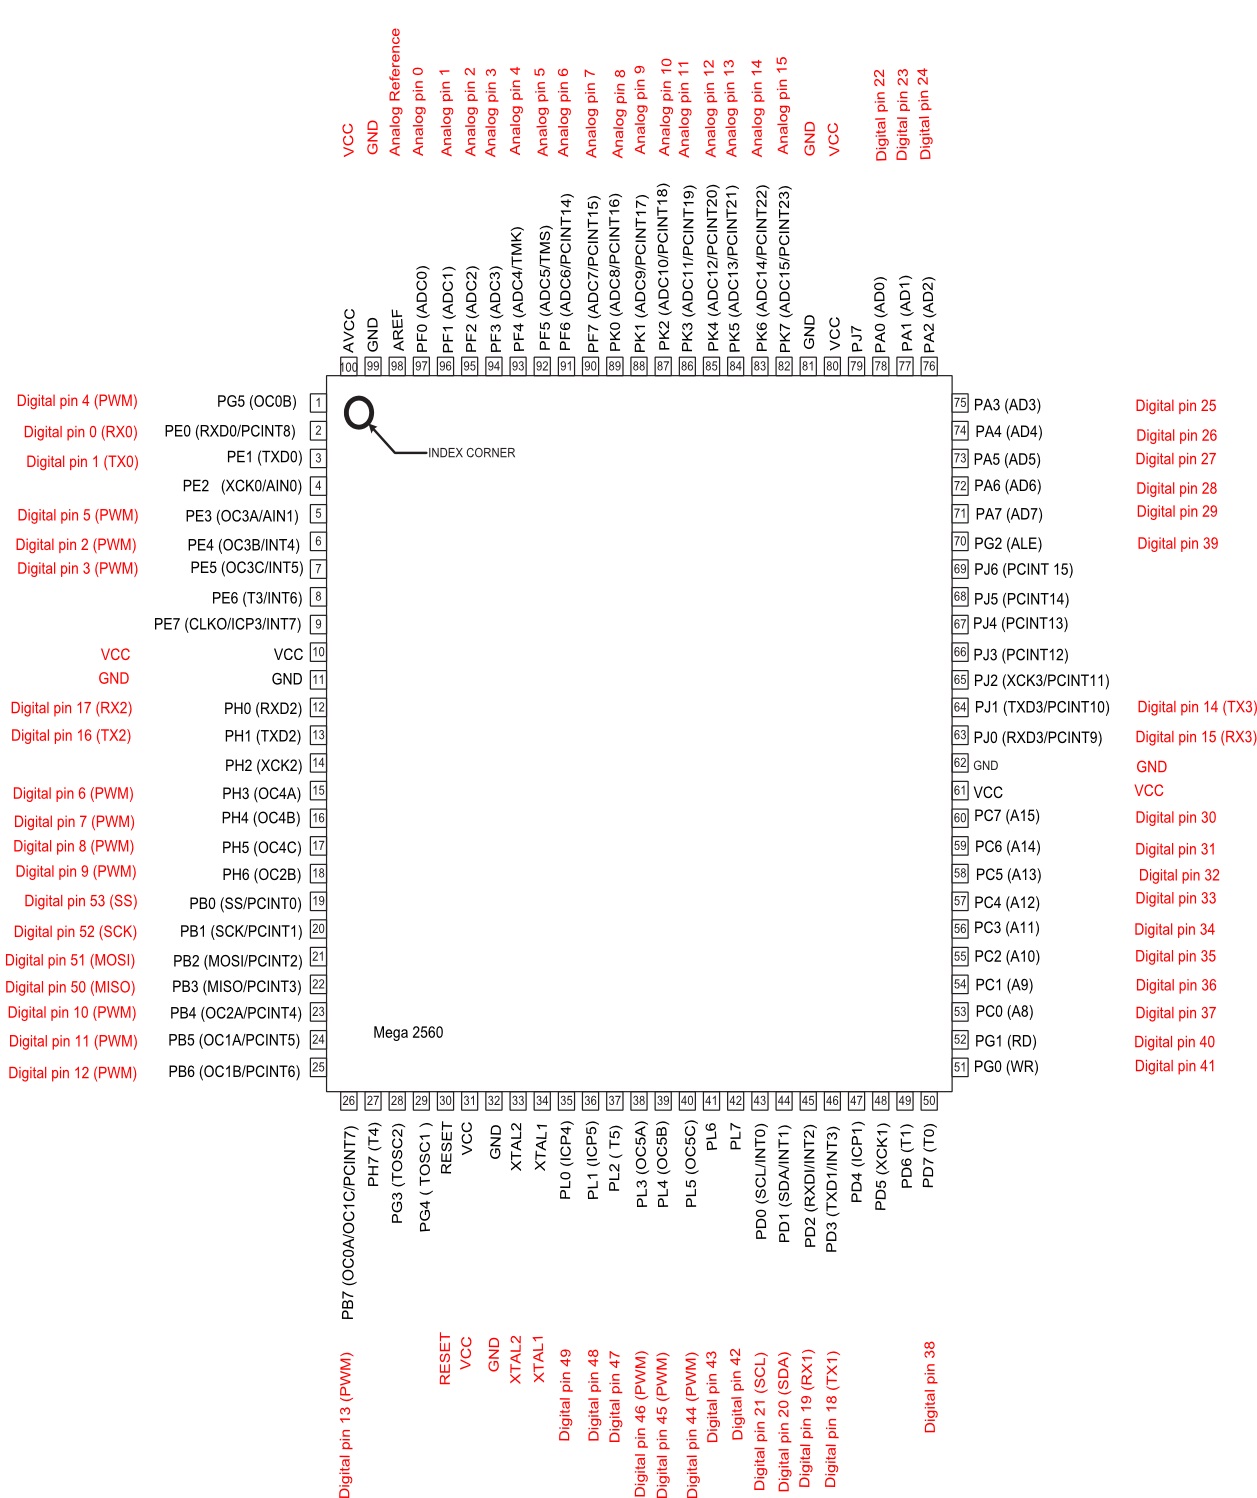 Analog Reference
VCC
GND
Analog pin 0
Analog pin 1
Analog pin 2
Analog pin 3
Analog pin 4
Analog pin 5
Analog pin 6
Analog pin 7
Analog pin 8
Analog pin 9
Analog pin 10
Analog pin 11
Analog pin 12
Analog pin 13
Analog pin 14
Analog pin 15
GND
VCC
Digital pin 22
Digital pin 23
Digital pin 24
AVCC
GND
AREF
PF0 (ADC0)
PF1 (ADC1)
PF2 (ADC2)
PF3 (ADC3)
PF4 (ADC4/TMK)
PF5 (ADC5/TMS)
PF6 (ADC6/PCINT14)
PF7 (ADC7/PCINT15)
PK0 (ADC8/PCINT16)
PK1 (ADC9/PCINT17)
PK2 (ADC10/PCINT18)
PK3 (ADC11/PCINT19)
PK4 (ADC12/PCINT20)
PK5 (ADC13/PCINT21)
PK6 (ADC14/PCINT22)
PK7 (ADC15/PCINT23)
GND
VCC
PJ7
PA0 (AD0)
PA1 (AD1)
PA2 (AD2)
100 99 98 97 96 95 94 93 92 91 90 89 88 87 86 85 84 83 82 81 80 79 78 77 76
Digital pin 4 (PWM) PG5 (OC0B) 1
Digital pin 0 (RX0) PE0 (RXD0/PCINT8) 2
Digital pin 1 (TX0) PE1 (TXD0) 3
PE2 (XCK0/AIN0) 4
Digital pin 5 (PWM) PE3 (OC3A/AIN1) 5
Digital pin 2 (PWM) PE4 (OC3B/INT4) 6
Digital pin 3 (PWM) PE5 (OC3C/INT5) 7
PE6 (T3/INT6) 8
PE7 (CLKO/ICP3/INT7) 9
VCC VCC 10
GND GND 11
Digital pin 17 (RX2) PH0 (RXD2) 12
Digital pin 16 (TX2) PH1 (TXD2) 13
PH2 (XCK2) 14
Digital pin 6 (PWM) PH3 (OC4A) 15
Digital pin 7 (PWM) PH4 (OC4B) 16
Digital pin 8 (PWM) PH5 (OC4C) 17
Digital pin 9 (PWM) PH6 (OC2B) 18
Digital pin 53 (SS) PB0 (SS/PCINT0) 19
Digital pin 52 (SCK) PB1 (SCK/PCINT1) 20
Digital pin 51 (MOSI) PB2 (MOSI/PCINT2) 21
Digital pin 50 (MISO) PB3 (MISO/PCINT3) 22
Digital pin 10 (PWM) PB4 (OC2A/PCINT4) 23
Digital pin 11 (PWM) PB5 (OC1A/PCINT5) 24
Digital pin 12 (PWM) PB6 (OC1B/PCINT6) 25
INDEX CORNER
Mega 2560
75 PA3 (AD3) Digital pin 25
74 PA4 (AD4) Digital pin 26
73 PA5 (AD5) Digital pin 27
72 PA6 (AD6) Digital pin 28
71 PA7 (AD7) Digital pin 29
70 PG2 (ALE) Digital pin 39
69 PJ6 (PCINT 15)
68 PJ5 (PCINT14)
67 PJ4 (PCINT13)
66 PJ3 (PCINT12)
65 PJ2 (XCK3/PCINT11)
64 PJ1 (TXD3/PCINT10) Digital pin 14 (TX3)
63 PJ0 (RXD3/PCINT9) Digital pin 15 (RX3)
62 GND GND
61 VCC VCC
60 PC7 (A15) Digital pin 30
59 PC6 (A14) Digital pin 31
58 PC5 (A13) Digital pin 32
57 PC4 (A12) Digital pin 33
56 PC3 (A11) Digital pin 34
55 PC2 (A10) Digital pin 35
54 PC1 (A9) Digital pin 36
53 PC0 (A8) Digital pin 37
52 PG1 (RD) Digital pin 40
51 PG0 (WR) Digital pin 41
26 27 28 29 30 31 32 33 34 35 36 37 38 39 40 41 42 43 44 45 46 47 48 49 50
PB7 (OC0A/OC1C/PCINT7)
PH7 (T4)
PG3 (TOSC2)
PG4 ( TOSC1 )
RESET
VCC
GND
XTAL2
XTAL1
PL0 (ICP4)
PL1 (ICP5)
PL2 ( T5)
PL3 (OC5A)
PL4 (OC5B)
PL5 (OC5C)
PL6
PL7
PD0 (SCL/INT0)
PD1 (SDA/INT1)
PD2 (RXDI/INT2)
PD3 (TXD1/INT3)
PD4 (ICP1)
PD5 (XCK1)
PD6 (T1)
PD7 (T0)
Digital pin 13 (PWM)
RESET
VCC
GND
XTAL2
XTAL1
Digital pin 49
Digital pin 48
Digital pin 47
Digital pin 46 (PWM)
Digital pin 45 (PWM)
Digital pin 44 (PWM)
Digital pin 43
Digital pin 42
Digital pin 21 (SCL)
Digital pin 20 (SDA)
Digital pin 19 (RX1)
Digital pin 18 (TX1)
Digital pin 38